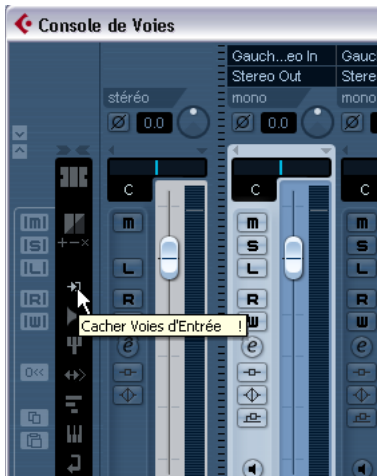 Console de Voies
Gauch...eo In Gauc
Stereo Out Stere
stéréo mono mono
0.0 0.0
C C C
m m m
S S
L L L
R R R
W W
e e e
[M]
[S]
[L]
[R]
[W]
0<<
+−×
Cacher Voies d'Entrée !